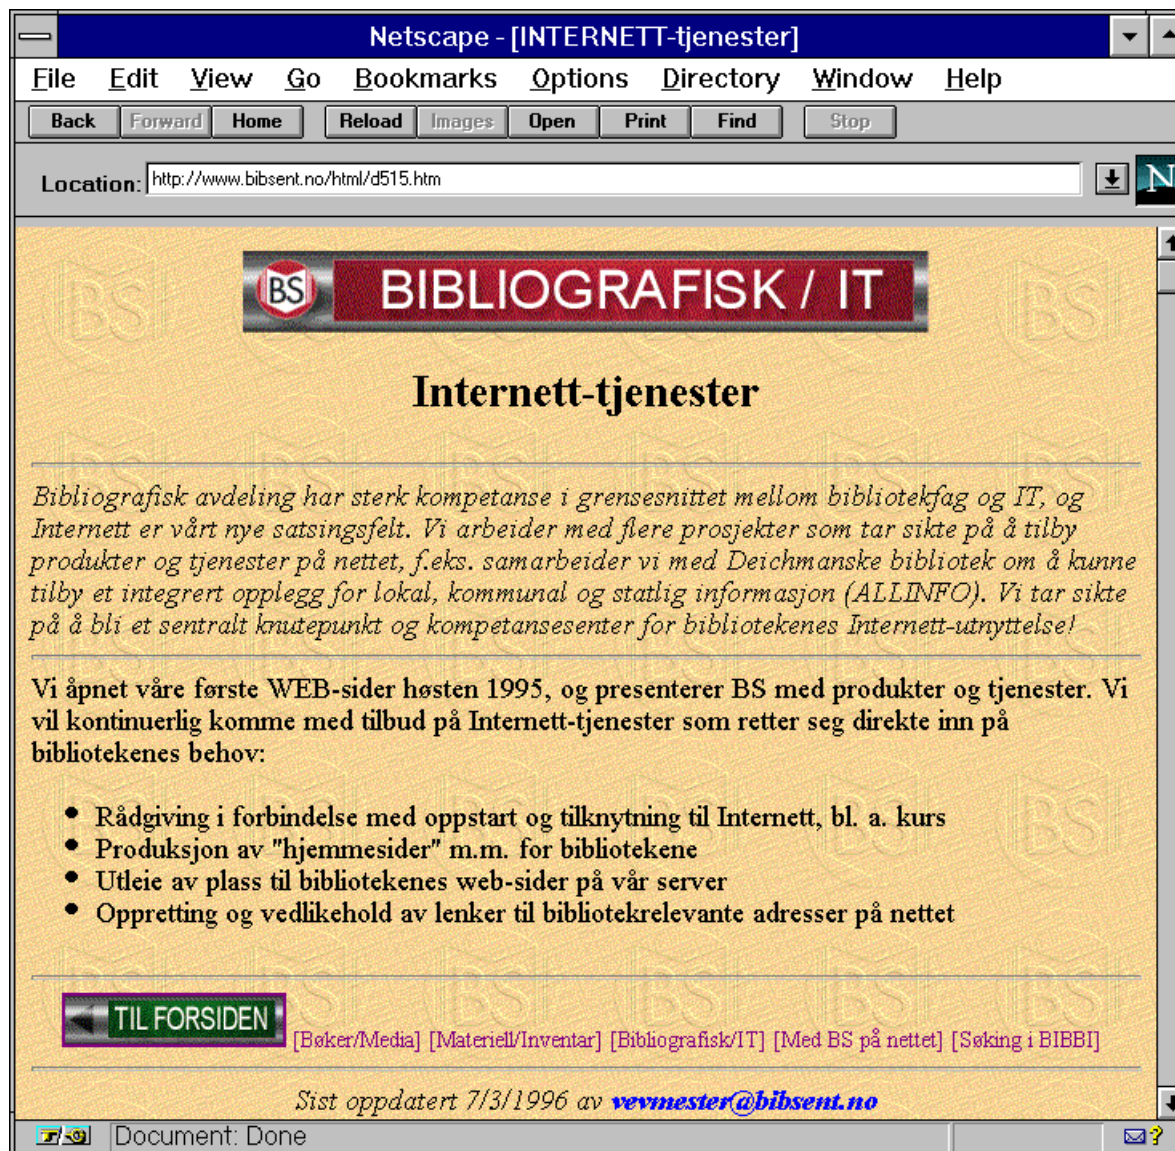 Netscape - [INTERNETT-tjenester]
File Edit View Go Bookmarks Options Directory Window Help
Back Forward Home Reload Images Open Print Find Stop
Location: http://www.bibsent.no/html/d515.htm
N
BS BIBLIOGRAFISK / IT
Internett-tjenester
Bibliografisk avdeling har sterk kompetanse i grensesnittet mellom bibliotekfag og IT, og
Internett er vårt nye satsingsfelt. Vi arbeider med flere prosjekter som tar sikte på å tilby
produkter og tjenester på nettet, f.eks. samarbeider vi med Deichmanske bibliotek om å kunne
tilby et integrert opplegg for lokal, kommunal og statlig informasjon (ALLINFO). Vi tar sikte
på å bli et sentralt knutepunkt og kompetansesenter for bibliotekenes Internett-utnyttelse!
Vi åpnet våre første WEB-sider høsten 1995, og presenterer BS med produkter og tjenester. Vi
vil kontinuerlig komme med tilbud på Internett-tjenester som retter seg direkte inn på
bibliotekenes behov:
• Rådgiving i forbindelse med oppstart og tilknytning til Internett, bl. a. kurs
• Produksjon av "hjemmesider" m.m. for bibliotekene
• Utleie av plass til bibliotekenes web-sider på vår server
• Oppretting og vedlikehold av lenker til bibliotekrelevante adresser på nettet
TIL FORSIDEN [Bøker/Media] [Materiell/Inventar] [Bibliografisk/IT] [Med BS på nettet] [Søking i BIBBI]
Sist oppdatert 7/3/1996 av vevmester@bibsent.no
Document: Done